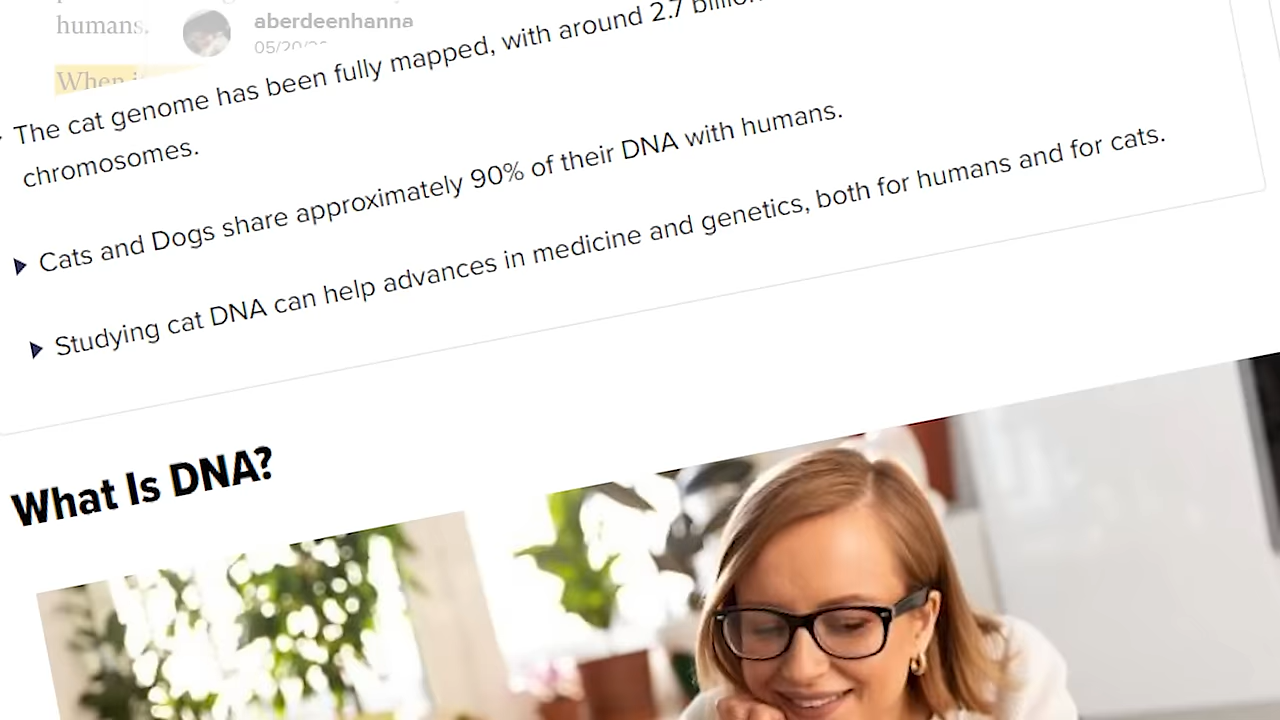 humans.
aberdeenhanna
When
The cat genome has been fully mapped, with around 2.7 billion
chromosomes.
Cats and Dogs share approximately 90% of their DNA with humans.
Studying cat DNA can help advances in medicine and genetics, both for humans and for cats.
What Is DNA?